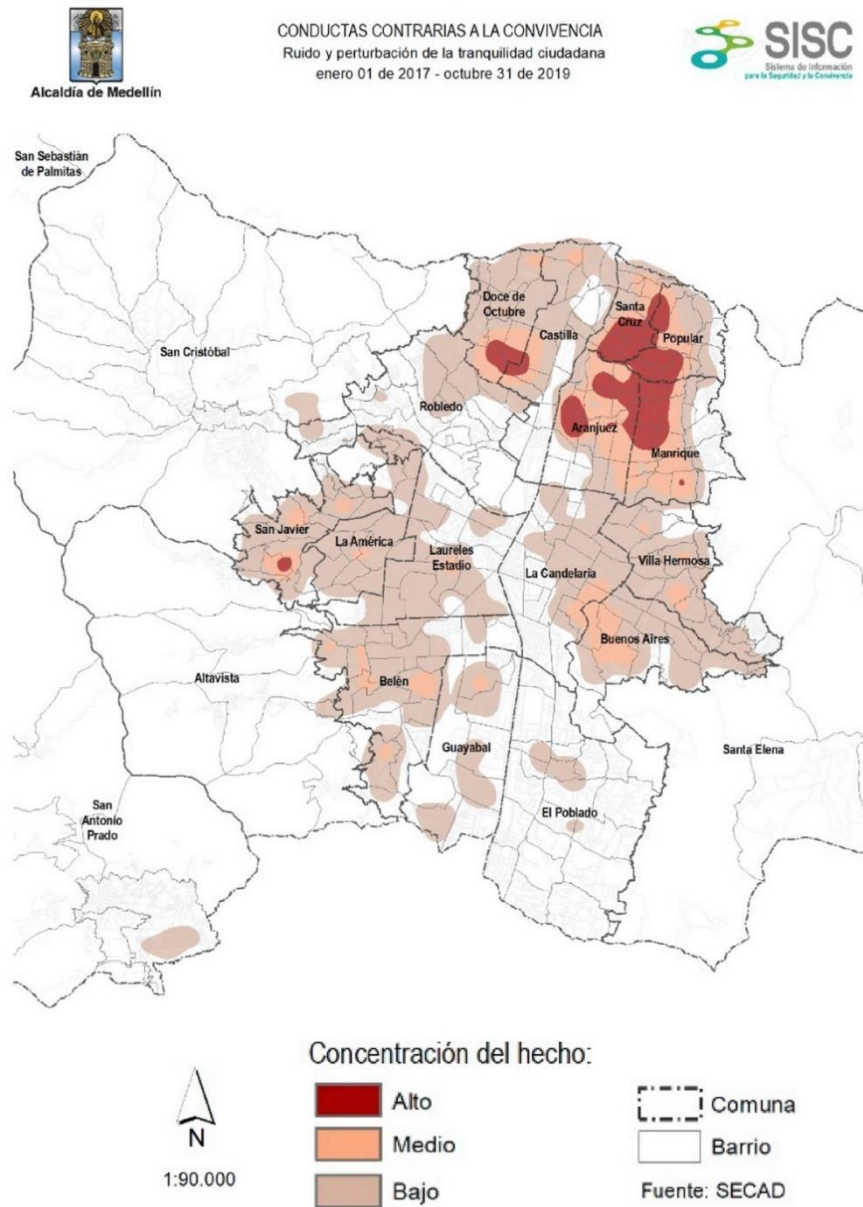 Alcaldía de Medellín
CONDUCTAS CONTRARIAS A LA CONVIVENCIA
Ruido y perturbación de la tranquilidad ciudadana
enero 01 de 2017 - octubre 31 de 2019
SISC
Sistema de Información
para la Seguridad y la Convivencia
San Sebastián
de Palmitas
Doce de
Octubre
Santa
Cruz
Castilla
Popular
San Cristóbal
Robledo
Aranjuez
Manrique
San Javier
La América
Laureles
Estadio
La Candelaria
Villa Hermosa
Buenos Aires
Altavista
Belén
Guayabal
Santa Elena
San
Antonio
Prado
El Poblado
Concentración del hecho:
Alto
Medio
Bajo
N
1:90.000
Comuna
Barrio
Fuente: SECAD